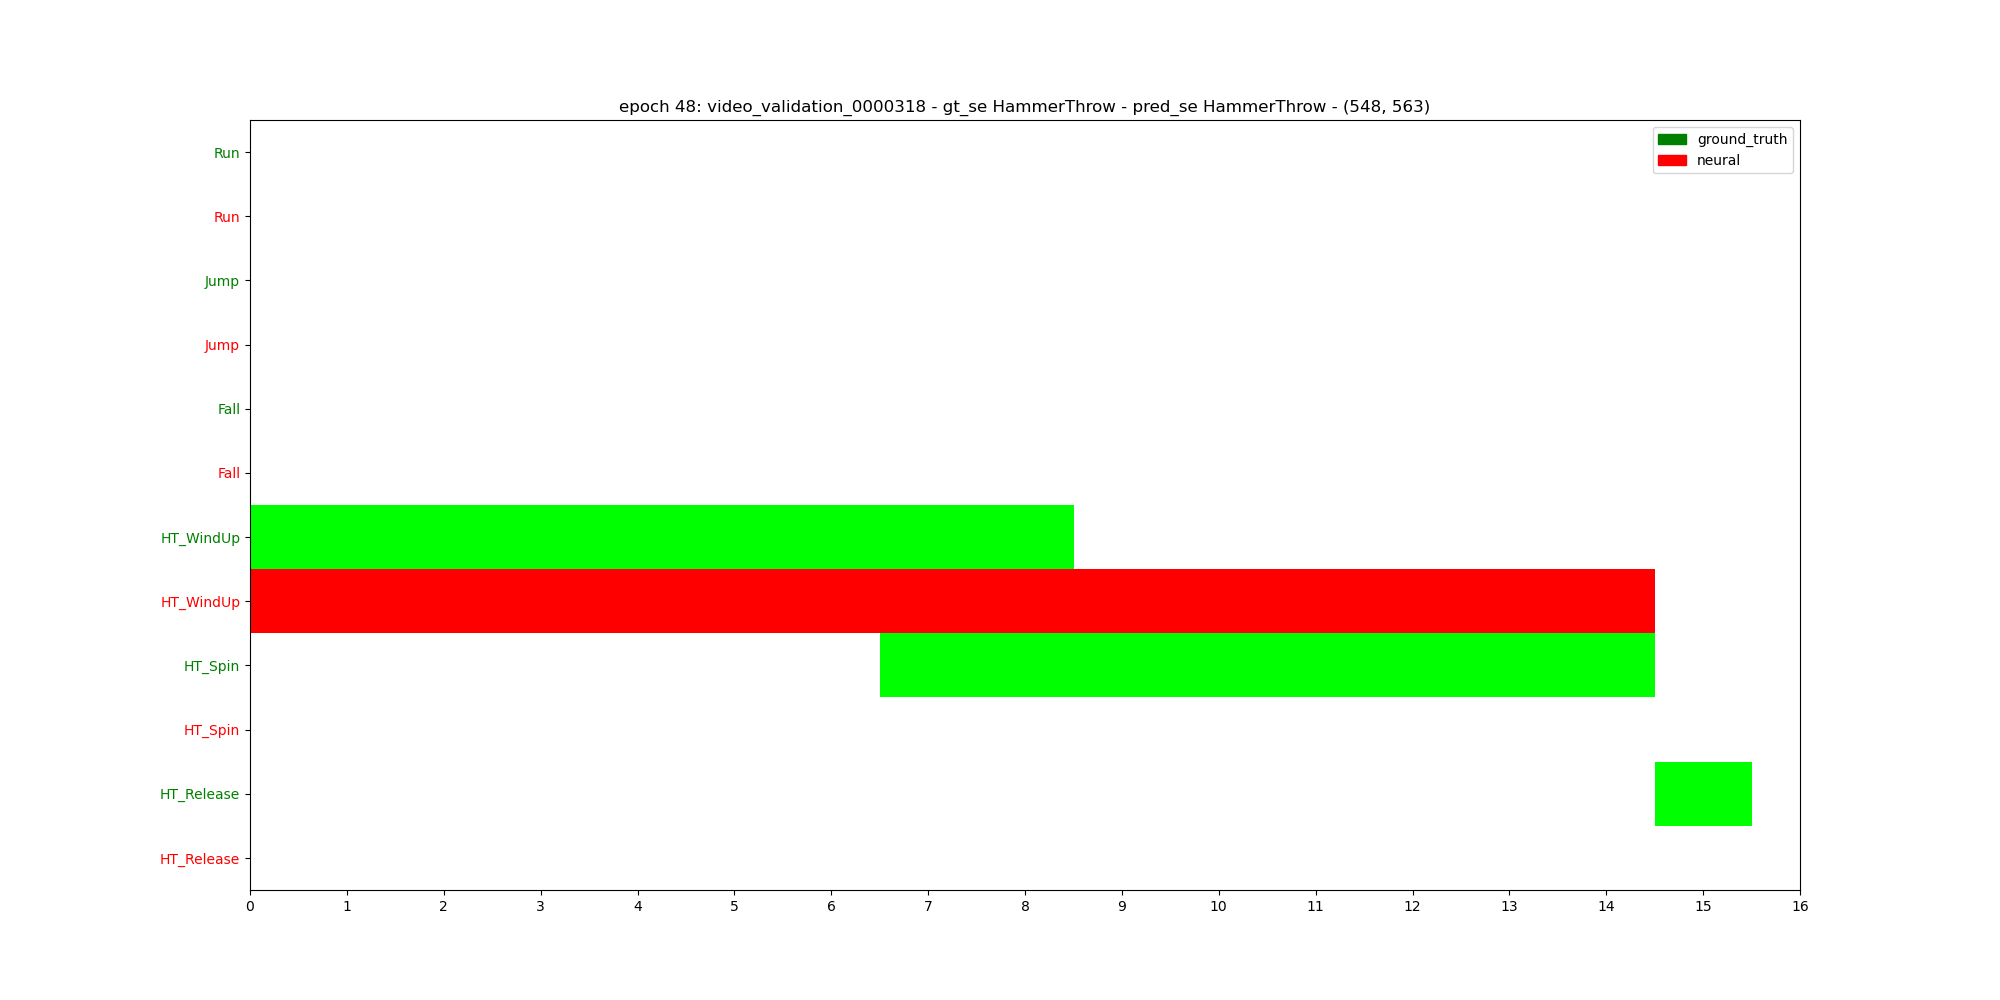 epoch 48: video_validation_0000318 - gt_se HammerThrow - pred_se HammerThrow - (548, 563)
ground_truth
neural
Run
Run
Jump
Jump
Fall
Fall
HT_WindUp
HT_WindUp
HT_Spin
HT_Spin
HT_Release
HT_Release
0 1 2 3 4 5 6 7 8 9 10 11 12 13 14 15 16